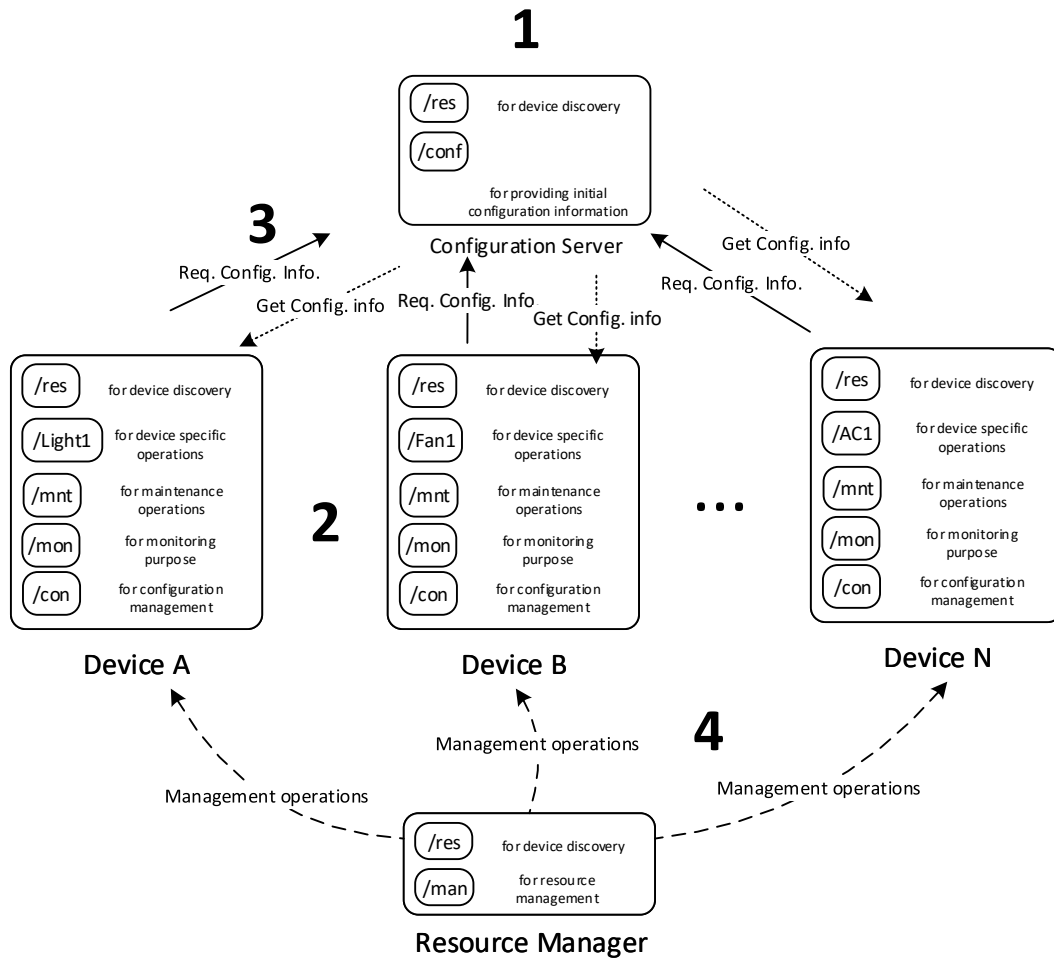 1
/res
for device discovery
/conf
for providing initial
configuration information
Configuration Server
3
Req. Config. Info.
Get Config. info
Req. Config. Info.
Get Config. info
Req. Config. Info.
Get Config. info
/res
for device discovery
/Light1
for device specific
operations
/mnt
for maintenance
operations
/mon
for monitoring
purpose
/con
for configuration
management
Device A
2
/res
for device discovery
/Fan1
for device specific
operations
/mnt
for maintenance
operations
/mon
for monitoring
purpose
/con
for configuration
management
Device B
...
/res
for device discovery
/AC1
for device specific
operations
/mnt
for maintenance
operations
/mon
for monitoring
purpose
/con
for configuration
management
Device N
4
Management operations
Management operations
Management operations
/res
for device discovery
/man
for resource
management
Resource Manager